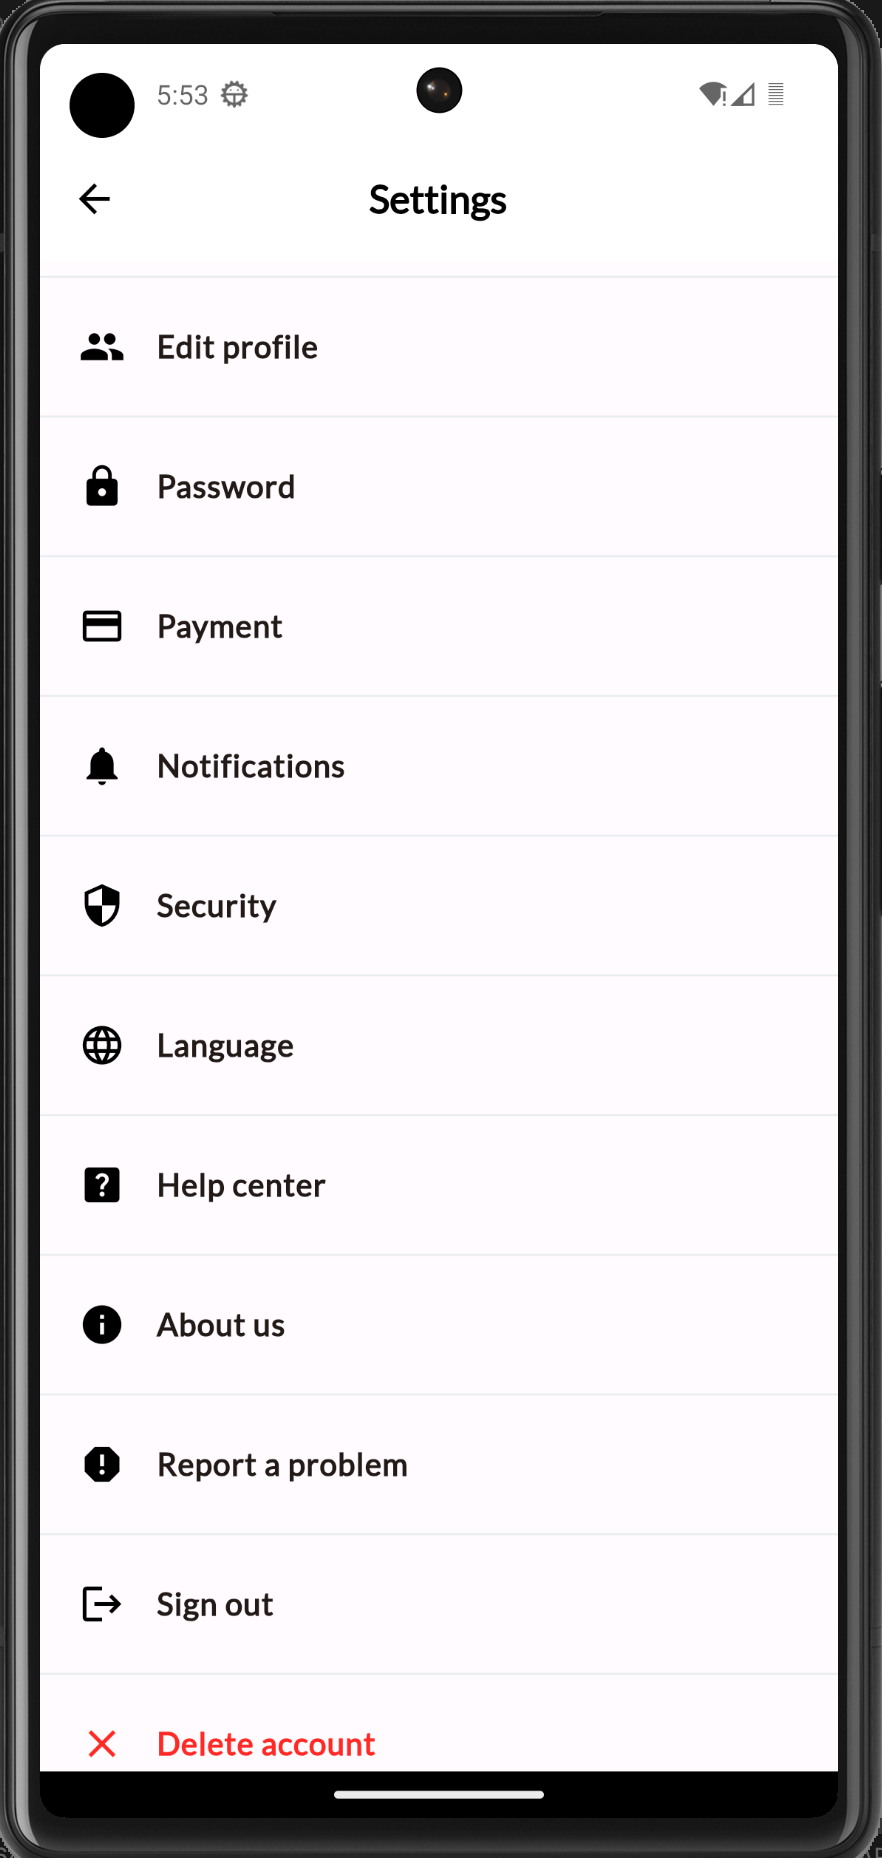 5:53
Settings
Edit profile
Password
Payment
Notifications
Security
Language
Help center
About us
Report a problem
Sign out
Delete account